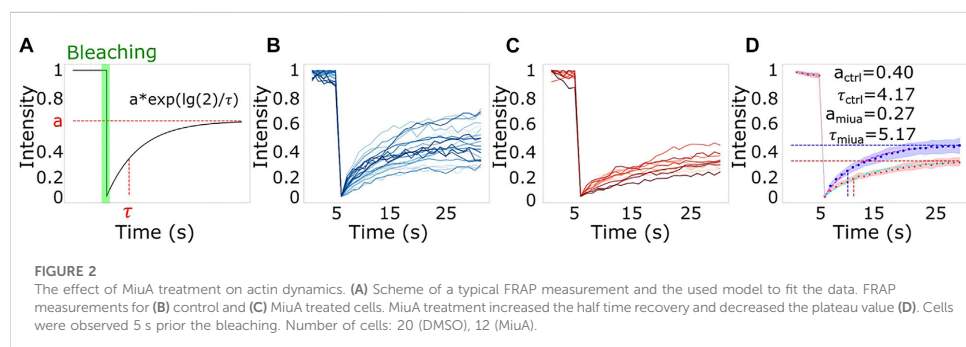 A
Bleaching
1
0.8
a
0.4
0.2
0
Intensity
a*exp(lg(2)/τ)
τ
Time (s)
B
1
0.8
0.6
0.4
0.2
0
Intensity
5 15 25
Time (s)
C
1
0.8
0.6
0.4
0.2
0
Intensity
5 15 25
Time (s)
D
1
0.8
0.6
0.4
0.2
0
Intensity
a_ctrl=0.40
τ_ctrl=4.17
a_miua=0.27
τ_miua=5.17
5 15 25
Time (s)
FIGURE 2
The effect of MiuA treatment on actin dynamics. (A) Scheme of a typical FRAP measurement and the used model to fit the data. FRAP
measurements for (B) control and (C) MiuA treated cells. MiuA treatment increased the half time recovery and decreased the plateau value (D). Cells
were observed 5 s prior the bleaching. Number of cells: 20 (DMSO), 12 (MiuA).